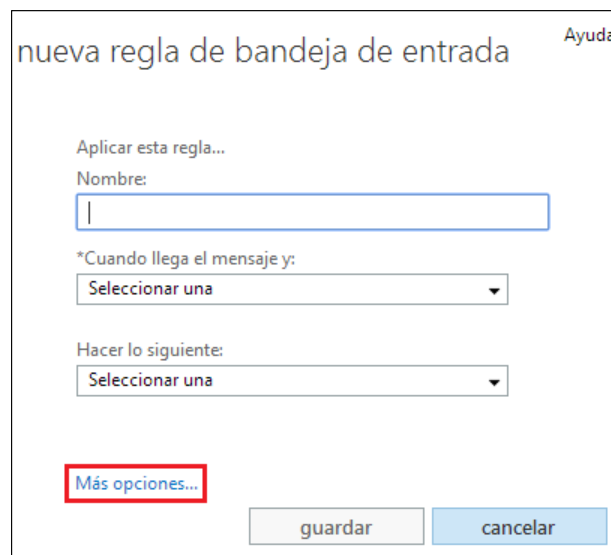 Ayuda
nueva regla de bandeja de entrada
Aplicar esta regla...
Nombre:
*Cuando llega el mensaje y:
Seleccionar una
Hacer lo siguiente:
Seleccionar una
Más opciones...
guardar cancelar